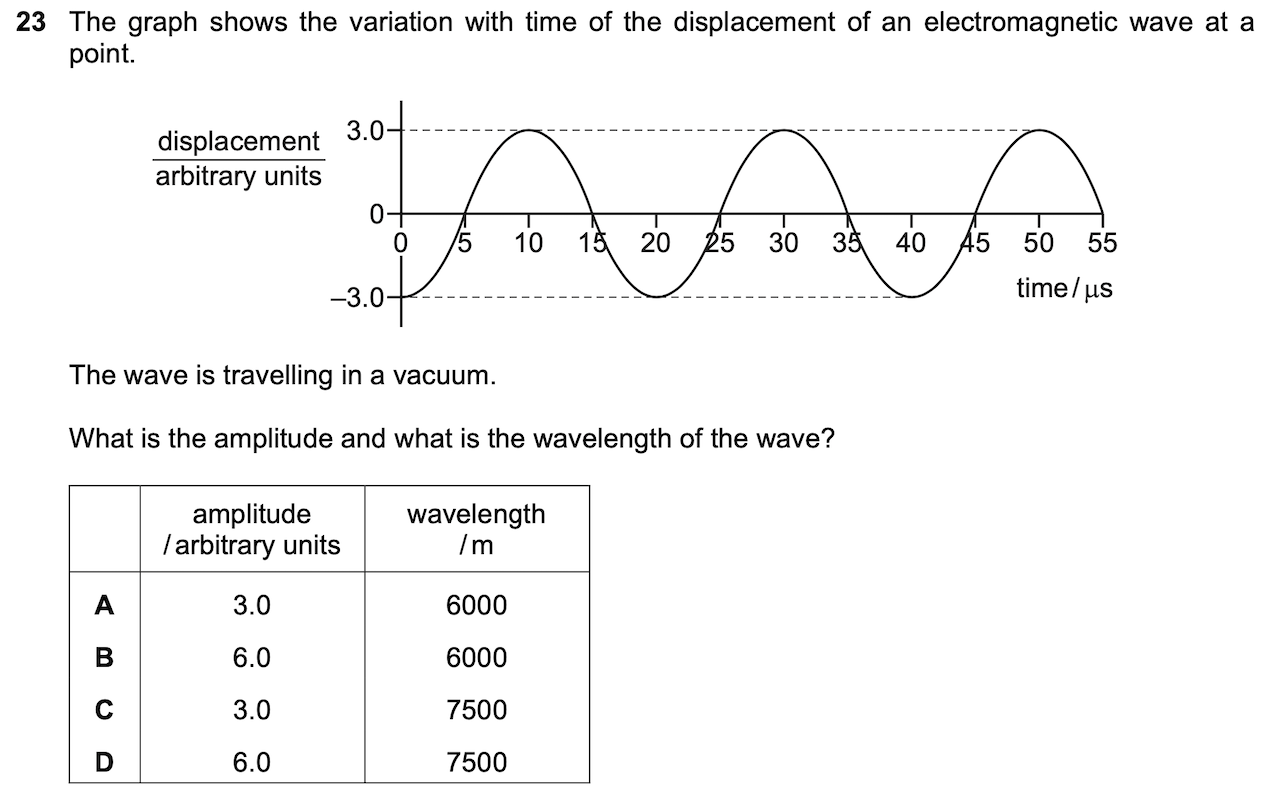 23 The graph shows the variation with time of the displacement of an electromagnetic wave at a
point.
displacement
arbitrary units
3.0
0
–3.0
0 5 10 15 20 25 30 35 40 45 50 55
time / μs
The wave is travelling in a vacuum.
What is the amplitude and what is the wavelength of the wave?
amplitude wavelength
/ arbitrary units / m
A 3.0 6000
B 6.0 6000
C 3.0 7500
D 6.0 7500